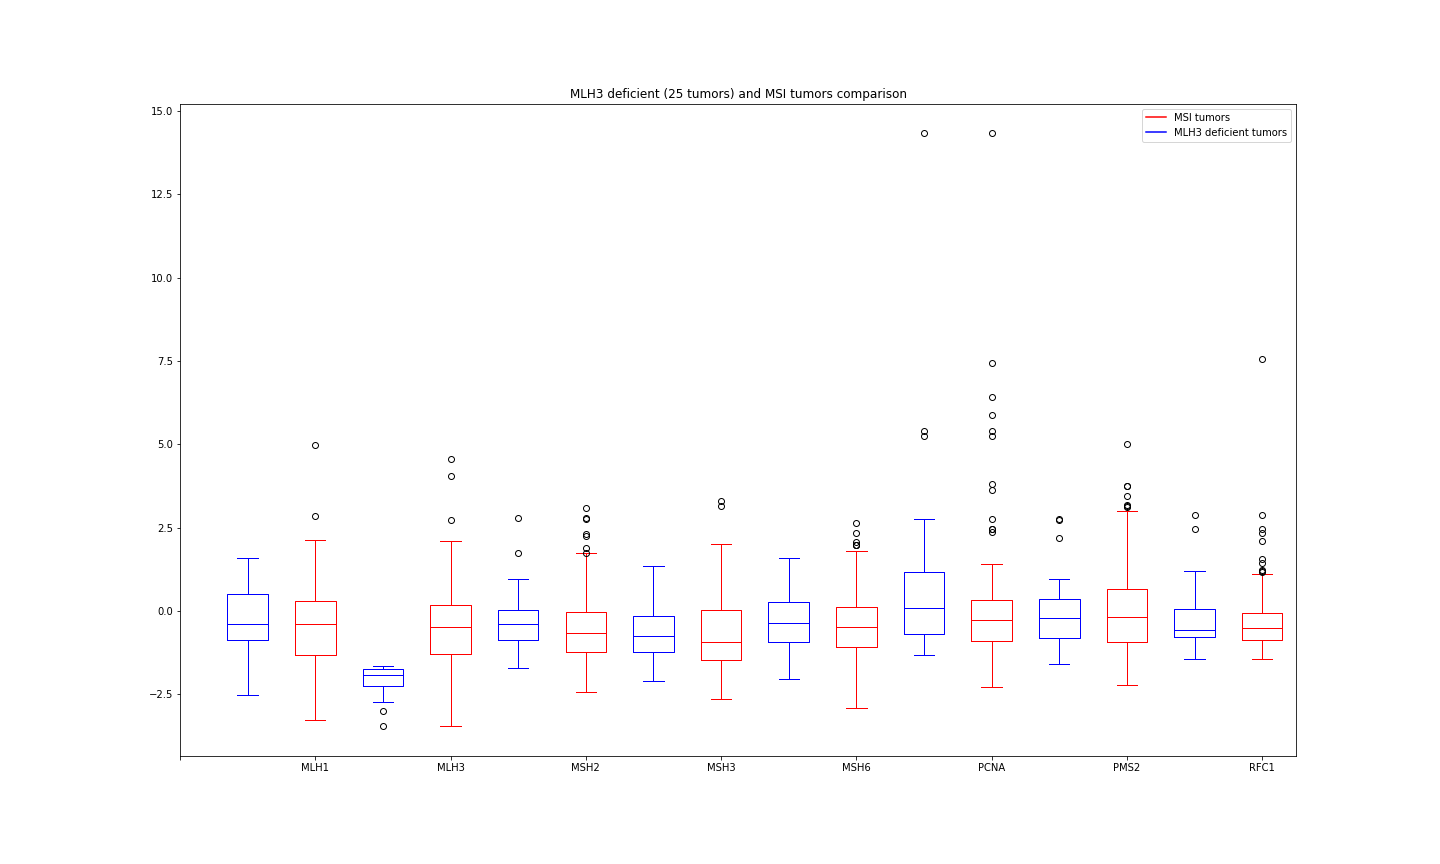 MLH3 deficient (25 tumors) and MSI tumors comparison
15.0
12.5
10.0
7.5
5.0
2.5
0.0
−2.5
MSI tumors
MLH3 deficient tumors
MLH1 MLH3 MSH2 MSH3 MSH6 PCNA PMS2 RFC1